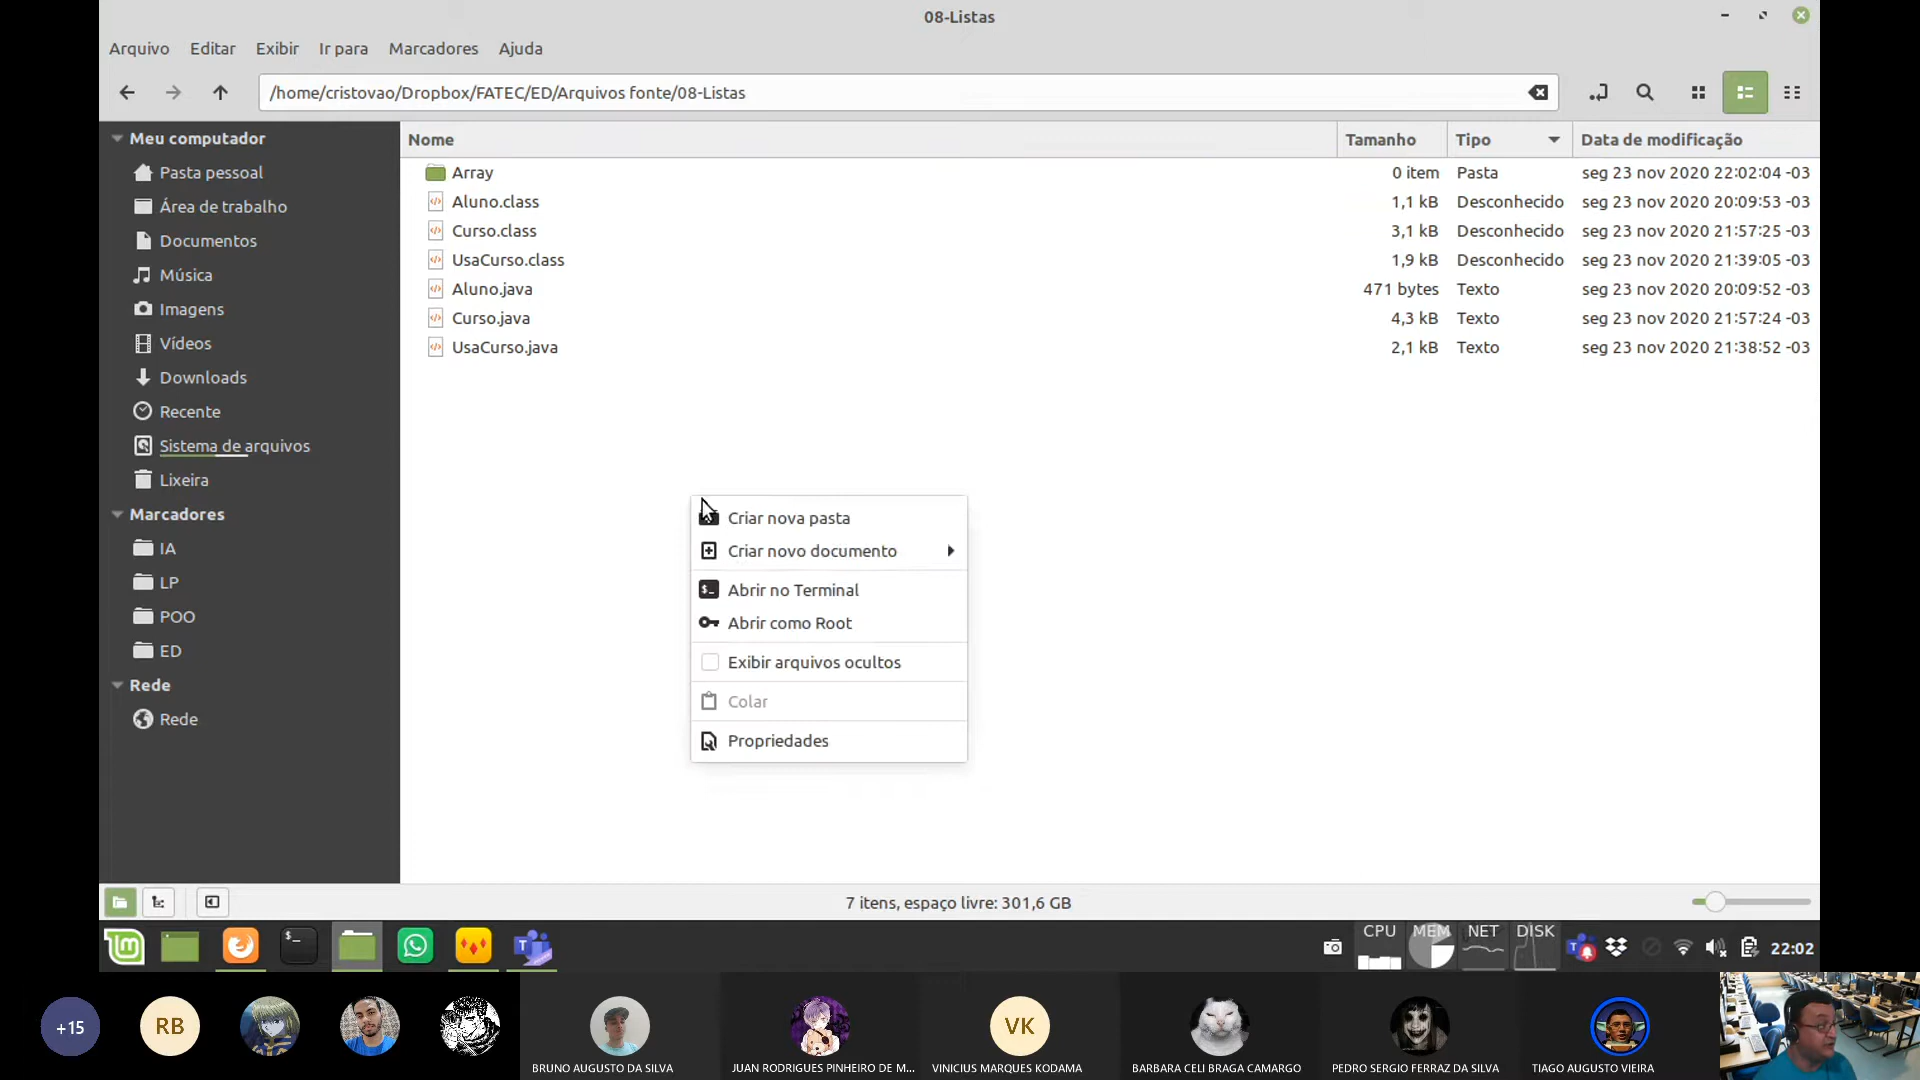 08-Listas
Arquivo Editar Exibir Ir para Marcadores Ajuda
/home/cristovao/Dropbox/FATEC/ED/Arquivos fonte/08-Listas
Meu computador
Pasta pessoal
Área de trabalho
Documentos
Música
Imagens
Vídeos
Downloads
Recente
Sistema de arquivos
Lixeira
Marcadores
IA
LP
POO
ED
Rede
Rede
Nome Tamanho Tipo Data de modificação
Array 0 item Pasta seg 23 nov 2020 22:02:04 -03
Aluno.class 1,1 kB Desconhecido seg 23 nov 2020 20:09:53 -03
Curso.class 3,1 kB Desconhecido seg 23 nov 2020 21:57:25 -03
UsaCurso.class 1,9 kB Desconhecido seg 23 nov 2020 21:39:05 -03
Aluno.java 471 bytes Texto seg 23 nov 2020 20:09:52 -03
Curso.java 4,3 kB Texto seg 23 nov 2020 21:57:24 -03
UsaCurso.java 2,1 kB Texto seg 23 nov 2020 21:38:52 -03
Criar nova pasta
Criar novo documento
Abrir no Terminal
Abrir como Root
Exibir arquivos ocultos
Colar
Propriedades
7 itens, espaço livre: 301,6 GB
CPU MEM NET DISK 22:02
+15 RB VK
BRUNO AUGUSTO DA SILVA JUAN RODRIGUES PINHEIRO DE M... VINICIUS MARQUES KODAMA BARBARA CELI BRAGA CAMARGO PEDRO SERGIO FERRAZ DA SILVA TIAGO AUGUSTO VIEIRA